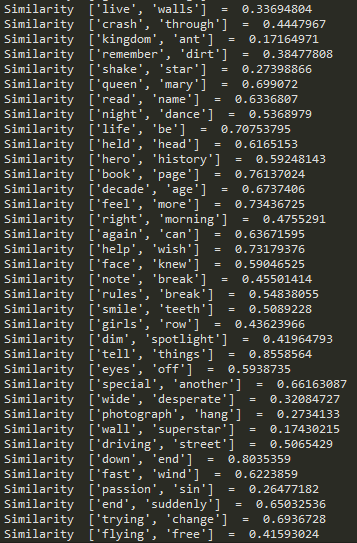 Similarity ['live', 'walls'] = 0.33694804
Similarity ['crash', 'through'] = 0.4447967
Similarity ['kingdom', 'ant'] = 0.17164971
Similarity ['remember', 'dirt'] = 0.38477808
Similarity ['shake', 'star'] = 0.27398866
Similarity ['queen', 'mary'] = 0.699072
Similarity ['read', 'name'] = 0.6336807
Similarity ['night', 'dance'] = 0.5368979
Similarity ['life', 'be'] = 0.70753795
Similarity ['held', 'head'] = 0.6165153
Similarity ['hero', 'history'] = 0.59248143
Similarity ['book', 'page'] = 0.76137024
Similarity ['decade', 'age'] = 0.6737406
Similarity ['feel', 'more'] = 0.73436725
Similarity ['right', 'morning'] = 0.4755291
Similarity ['again', 'can'] = 0.63671595
Similarity ['help', 'wish'] = 0.73179376
Similarity ['face', 'knew'] = 0.59046525
Similarity ['note', 'break'] = 0.45501414
Similarity ['rules', 'break'] = 0.54838055
Similarity ['smile', 'teeth'] = 0.5089228
Similarity ['girls', 'row'] = 0.43623966
Similarity ['dim', 'spotlight'] = 0.41964793
Similarity ['tell', 'things'] = 0.8558564
Similarity ['eyes', 'off'] = 0.5938735
Similarity ['special', 'another'] = 0.66163087
Similarity ['wide', 'desperate'] = 0.32084727
Similarity ['photograph', 'hang'] = 0.2734133
Similarity ['wall', 'superstar'] = 0.17430215
Similarity ['driving', 'street'] = 0.5065429
Similarity ['down', 'end'] = 0.8035359
Similarity ['fast', 'wind'] = 0.6223859
Similarity ['passion', 'sin'] = 0.26477182
Similarity ['end', 'suddenly'] = 0.65032536
Similarity ['trying', 'change'] = 0.6936728
Similarity ['flying', 'free'] = 0.41593024